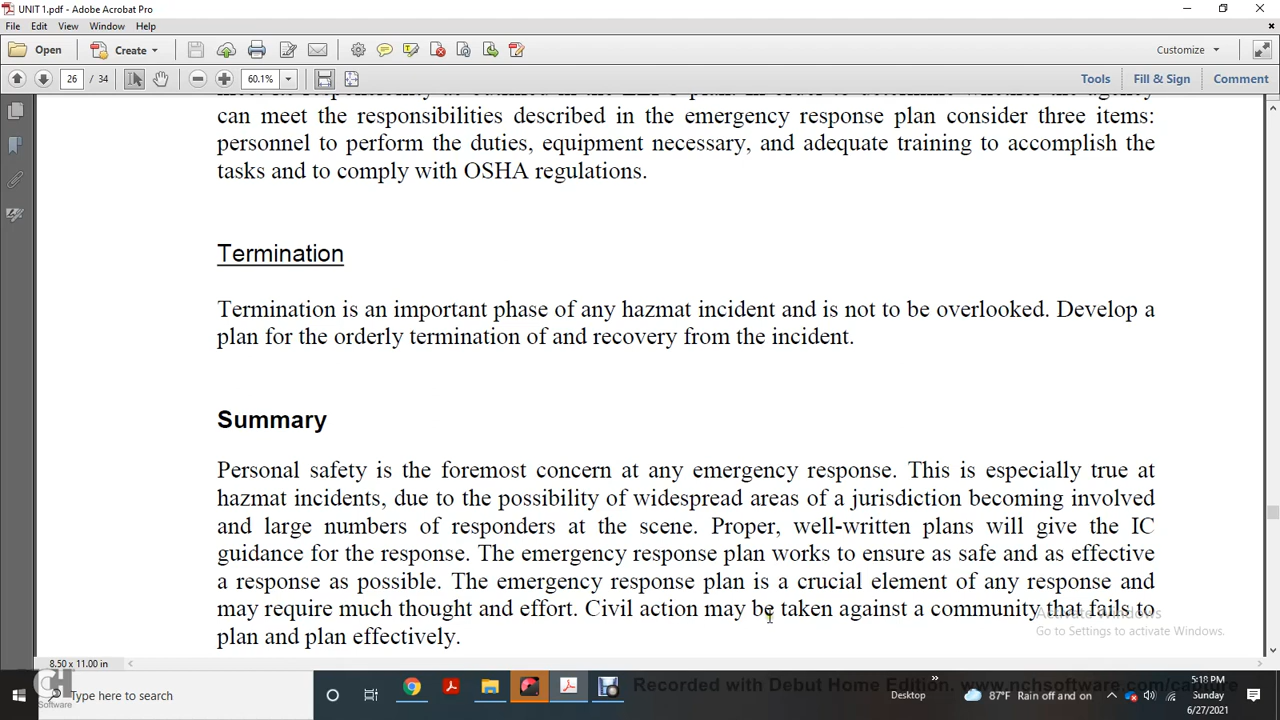 UNIT 1.pdf - Adobe Acrobat Pro
File Edit View Window Help
Open Create Customize
26 / 34 60.1% Tools Fill & Sign Comment
can meet the responsibilities described in the emergency response plan consider three items:
personnel to perform the duties, equipment necessary, and adequate training to accomplish the
tasks and to comply with OSHA regulations.
Termination
Termination is an important phase of any hazmat incident and is not to be overlooked. Develop a
plan for the orderly termination of and recovery from the incident.
Summary
Personal safety is the foremost concern at any emergency response. This is especially true at
hazmat incidents, due to the possibility of widespread areas of a jurisdiction becoming involved
and large numbers of responders at the scene. Proper, well-written plans will give the IC
guidance for the response. The emergency response plan works to ensure as safe and as effective
a response as possible. The emergency response plan is a crucial element of any response and
may require much thought and effort. Civil action may be taken against a community that fails to
plan and plan effectively.
Activate Windows
Go to Settings to activate Windows.
8.50 x 11.00 in
Type here to search
Software
Recorded with Debut Home Edition. www.nchsoftware.com/capture
Desktop
87°F Rain off and on
5:18 PM
Sunday
6/27/2021